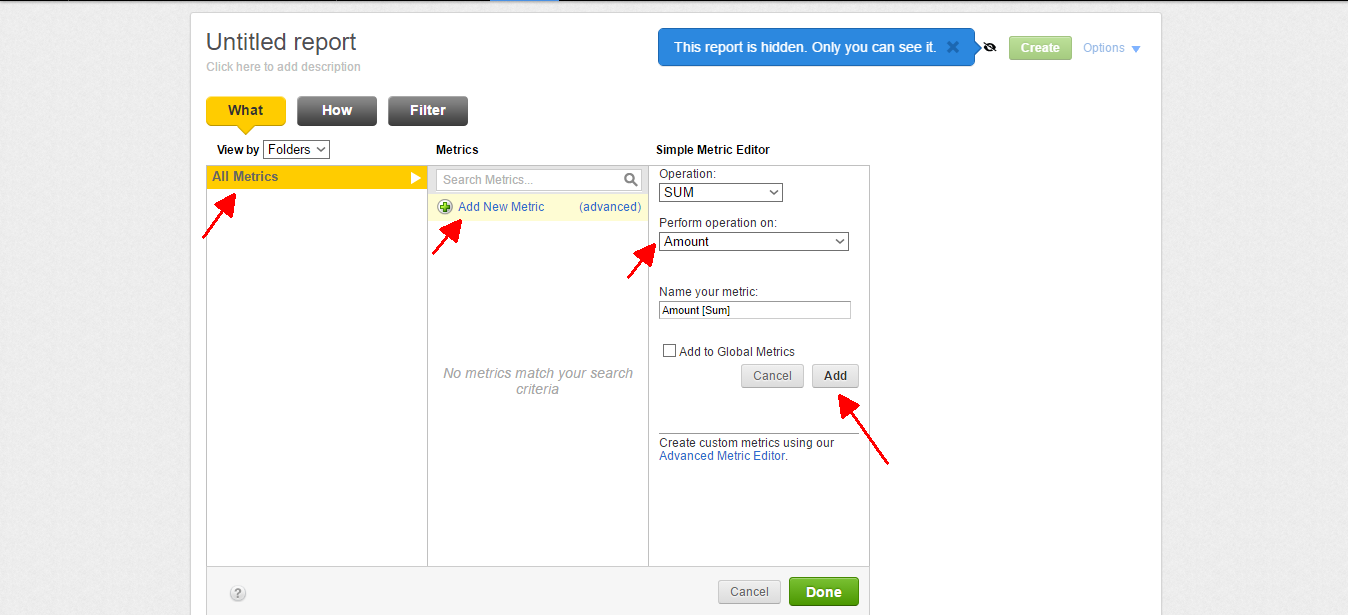 Untitled report
Click here to add description
This report is hidden. Only you can see it.
Create
Options
What
How
Filter
View by Folders
Metrics
Simple Metric Editor
All Metrics
Search Metrics...
Add New Metric (advanced)
No metrics match your search
criteria
Operation:
SUM
Perform operation on:
Amount
Name your metric:
Amount [Sum]
Add to Global Metrics
Cancel
Add
Create custom metrics using our
Advanced Metric Editor.
?
Cancel
Done